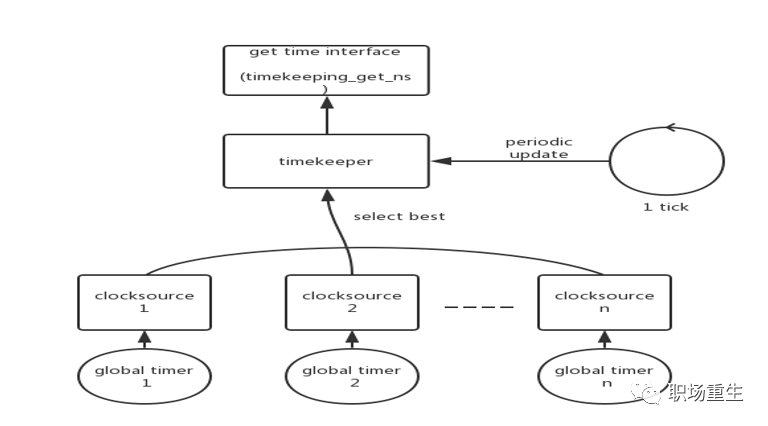 get time interface
(timekeeping_get_ns
)
timekeeper
periodic
update
1 tick
select best
clocksource
1
clocksource
2
clocksource
n
global timer
1
global timer
2
global timer
n
职场重生